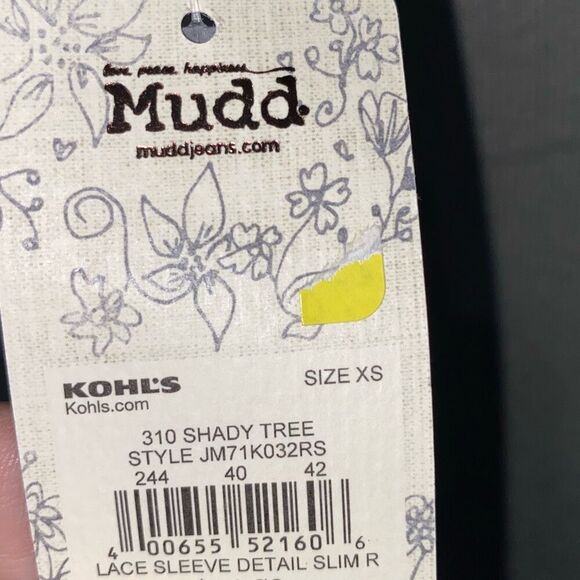 love. peace. happiness.
Mudd.
muddjeans.com
KOHL'S
SIZE XS
Kohls.com
310 SHADY TREE
STYLE JM71K032RS
244 40 42
4 00655 52160 6
LACE SLEEVE DETAIL SLIM R